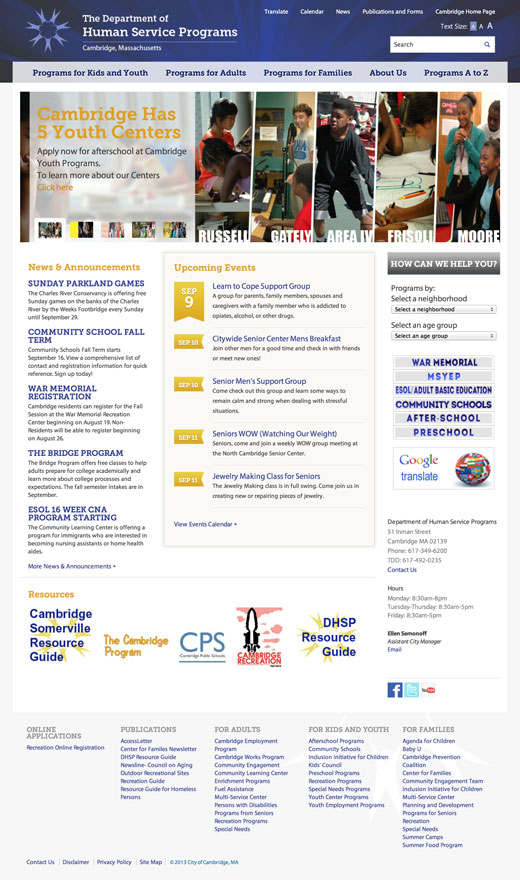 The Department of
Human Service Programs
Cambridge, Massachusetts
Translate
Calendar
News
Publications and Forms
Cambridge Home Page
Text Size: A A A
Search
Programs for Kids and Youth
Programs for Adults
Programs for Families
About Us
Programs A to Z
Cambridge Has
5 Youth Centers
Apply now for afterschool at Cambridge
Youth Programs.
To learn more about our Centers
Click here
RUSSELL
GATELY
AREA IV
FRISOLI
MOORE
News & Announcements
SUNDAY PARKLAND GAMES
The Charles River Conservancy is offering free
Sunday games on the banks of the Charles
River by the Weeks Footbridge every Sunday
until September 29.
COMMUNITY SCHOOL FALL
TERM
Community Schools Fall Term starts
September 16. View a comprehensive list of
contact and registration information for quick
reference. Sign up today!
WAR MEMORIAL
REGISTRATION
Cambridge residents can register for the Fall
Session at the War Memorial Recreation
Center beginning on August 19. Non-
Residents will be able to register beginning
on August 26.
THE BRIDGE PROGRAM
The Bridge Program offers free classes to help
adults prepare for college academically and
learn more about college processes and
expectations. The fall semester intakes are in
September.
ESOL 16 WEEK CNA
PROGRAM STARTING
The Community Learning Center is offering a
program for immigrants who are interested in
becoming nursing assistants or home health
aides.
More News & Announcements +
Upcoming Events
SEP
9
Learn to Cope Support Group
A group for parents, family members, spouses and
caregivers with a family member who is addicted to
opiates, alcohol, or other drugs.
SEP 10
Citywide Senior Center Mens Breakfast
Join other men for a good time and check in with friends
or meet new ones!
SEP 10
Senior Men's Support Group
Come check out this group and learn some ways to
remain calm and strong when dealing with stressful
situations.
SEP 11
Seniors WOW (Watching Our Weight)
Seniors, come and join a weekly WOW group meeting at
the North Cambridge Senior Center.
SEP 11
Jewelry Making Class for Seniors
The Jewelry Making class is in full swing. Come join us in
creating new or repairing pieces of jewelry.
View Events Calendar +
HOW CAN WE HELP YOU?
Programs by:
Select a neighborhood
Select a neighborhood
Select an age group
Select an age group
WAR MEMORIAL
MSYEP
ESOL/ADULT BASIC EDUCATION
COMMUNITY SCHOOLS
AFTER-SCHOOL
PRESCHOOL
Google
translate
Department of Human Service Programs
51 Inman Street
Cambridge MA 02139
Phone: 617-349-6200
TDD: 617-492-0235
Contact Us
Hours
Monday: 8:30am-8pm
Tuesday-Thursday: 8:30am-5pm
Friday: 8:30am-5pm
Ellen Semonoff
Assistant City Manager
Email
Resources
Cambridge
Somerville
Resource
Guide
The Cambridge
Program
CPS
Cambridge Public Schools
CAMBRIDGE
RECREATION
DHSP
Resource
Guide
ONLINE
APPLICATIONS
Recreation Online Registration
PUBLICATIONS
AccessLetter
Center for Familes Newsletter
DHSP Resource Guide
Newsline- Council on Aging
Outdoor Recreational Sites
Recreation Guide
Resource Guide for Homeless
Persons
FOR ADULTS
Cambridge Employment
Program
Cambridge Works Program
Community Engagement
Community Learning Center
Enrichment Programs
Fuel Assistance
Multi-Service Center
Persons with Disabilities
Programs from Seniors
Recreation Programs
Special Needs
FOR KIDS AND YOUTH
Afterschool Programs
Community Schools
Inclusion Initiative for Children
Kids' Council
Preschool Programs
Recreation Programs
Special Needs Programs
Youth Center Programs
Youth Employment Programs
FOR FAMILIES
Agenda for Children
Baby U
Cambridge Prevention
Coalition
Center for Families
Community Engagement Team
Inclusion Initiative for Children
Multi-Service Center
Planning and Development
Programs for Seniors
Recreation
Special Needs
Summer Camps
Summer Food Program
Contact Us
Disclaimer
Privacy Policy
Site Map
©2013 City of Cambridge, MA